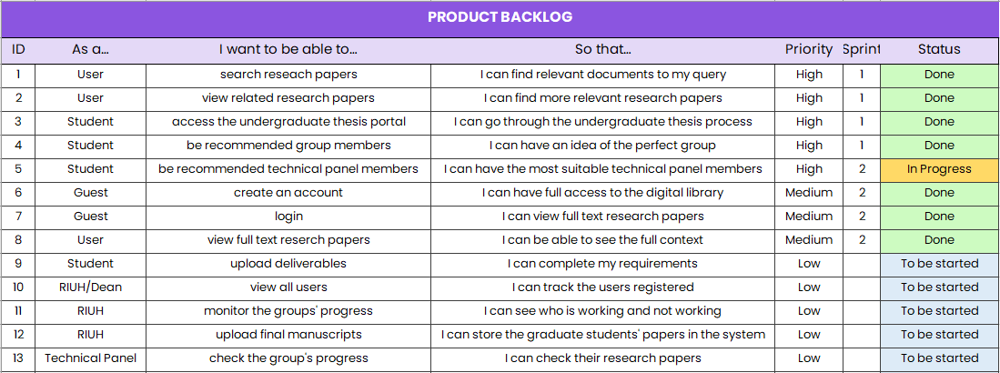 PRODUCT BACKLOG
ID As a... I want to be able to... So that... Priority Sprint Status
1 User search reseach papers I can find relevant documents to my query High 1 Done
2 User view related research papers I can find more relevant research papers High 1 Done
3 Student access the undergraduate thesis portal I can go through the undergraduate thesis process High 1 Done
4 Student be recommended group members I can have an idea of the perfect group High 1 Done
5 Student be recommended technical panel members I can have the most suitable technical panel members High 2 In Progress
6 Guest create an account I can have full access to the digital library Medium 2 Done
7 Guest login I can view full text research papers Medium 2 Done
8 User view full text reserch papers I can be able to see the full context Medium 2 Done
9 Student upload deliverables I can complete my requirements Low To be started
10 RIUH/Dean view all users I can track the users registered Low To be started
11 RIUH monitor the groups' progress I can see who is working and not working Low To be started
12 RIUH upload final manuscripts I can store the graduate students' papers in the system Low To be started
13 Technical Panel check the group's progress I can check their research papers Low To be started